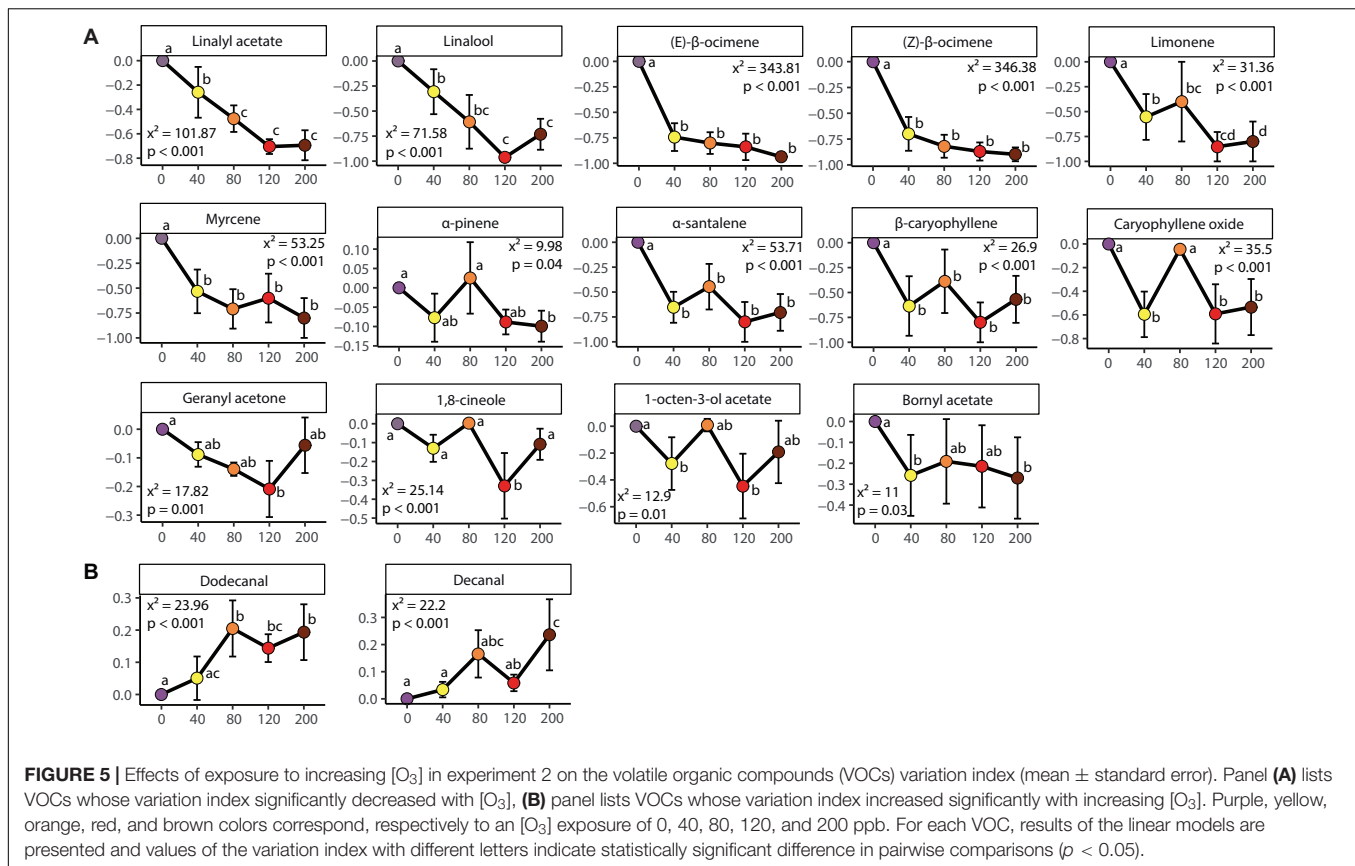 A
Linalyl acetate
Linalool
(E)-β-ocimene
(Z)-β-ocimene
Limonene
0.0
−0.2
−0.4
−0.6
−0.8
a
b
c
c
c
x² = 101.87
p < 0.001
0 40 80 120 200
0.00
−0.25
−0.50
−0.75
−1.00
a
b
bc
c
c
x² = 71.58
p < 0.001
0 40 80 120 200
0.00
−0.25
−0.50
−0.75
−1.00
a
b
b
b
b
x² = 343.81
p < 0.001
0 40 80 120 200
0.00
−0.25
−0.50
−0.75
−1.00
a
b
b
b
b
x² = 346.38
p < 0.001
0 40 80 120 200
0.00
−0.25
−0.50
−0.75
−1.00
a
b
bc
cd
d
x² = 31.36
p < 0.001
0 40 80 120 200
Myrcene
α-pinene
α-santalene
β-caryophyllene
Caryophyllene oxide
0.00
−0.25
−0.50
−0.75
−1.00
a
b
b
b
b
x² = 53.25
p < 0.001
0 40 80 120 200
0.10
0.05
0.00
−0.05
−0.10
−0.15
a
ab
a
ab
b
x² = 9.98
p = 0.04
0 40 80 120 200
0.00
−0.25
−0.50
−0.75
−1.00
a
b
b
b
b
x² = 53.71
p < 0.001
0 40 80 120 200
0.00
−0.25
−0.50
−0.75
−1.00
a
b
b
b
b
x² = 26.9
p < 0.001
0 40 80 120 200
0.0
−0.2
−0.4
−0.6
−0.8
a
b
a
b
b
x² = 35.5
p < 0.001
0 40 80 120 200
Geranyl acetone
1,8-cineole
1-octen-3-ol acetate
Bornyl acetate
0.0
−0.1
−0.2
−0.3
a
ab
ab
b
ab
x² = 17.82
p = 0.001
0 40 80 120 200
0.0
−0.1
−0.2
−0.3
−0.4
−0.5
a
a
a
b
a
x² = 25.14
p < 0.001
0 40 80 120 200
0.0
−0.2
−0.4
−0.6
a
b
ab
b
ab
x² = 12.9
p = 0.01
0 40 80 120 200
0.0
−0.1
−0.2
−0.3
−0.4
a
b
ab
ab
b
x² = 11
p = 0.03
0 40 80 120 200
B
Dodecanal
Decanal
0.3
0.2
0.1
0.0
x² = 23.96
p < 0.001
a
ac
b
bc
b
0 40 80 120 200
0.3
0.2
0.1
0.0
x² = 22.2
p < 0.001
a
a
abc
ab
c
0 40 80 120 200
FIGURE 5 | Effects of exposure to increasing [O₃] in experiment 2 on the volatile organic compounds (VOCs) variation index (mean ± standard error). Panel (A) lists
VOCs whose variation index significantly decreased with [O₃], (B) panel lists VOCs whose variation index increased significantly with increasing [O₃]. Purple, yellow,
orange, red, and brown colors correspond, respectively to an [O₃] exposure of 0, 40, 80, 120, and 200 ppb. For each VOC, results of the linear models are
presented and values of the variation index with different letters indicate statistically significant difference in pairwise comparisons (p < 0.05).